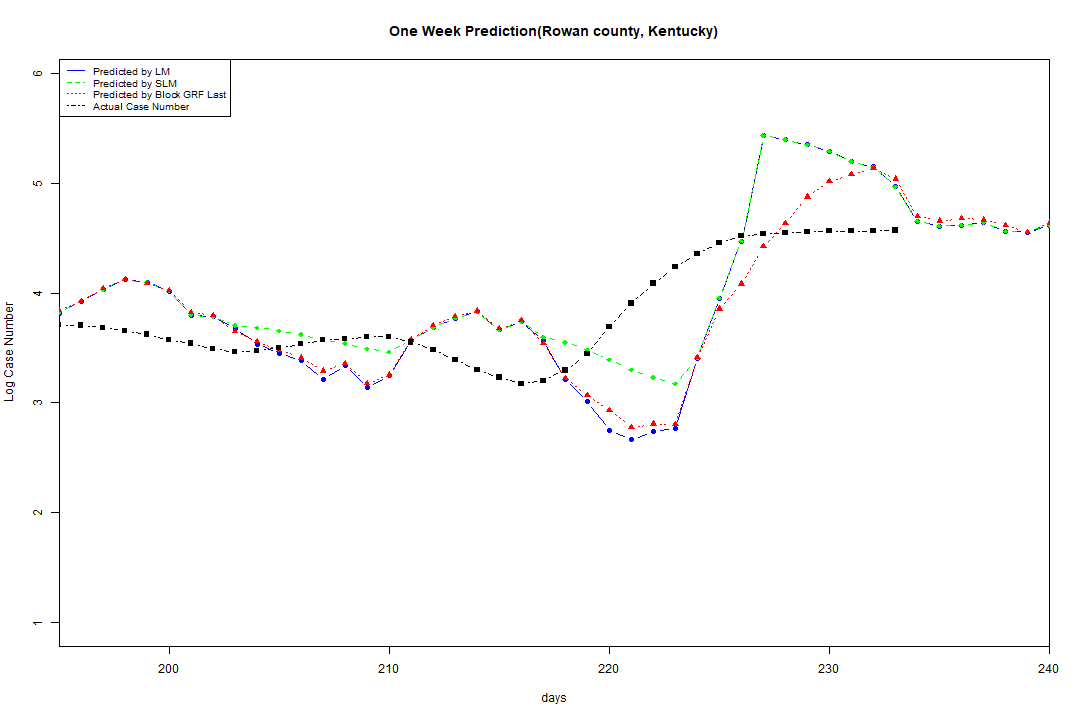 One Week Prediction(Rowan county, Kentucky)
Predicted by LM
Predicted by SLM
Predicted by Block GRF Last
Actual Case Number
6
5
4
3
2
1
Log Case Number
200 210 220 230 240
days